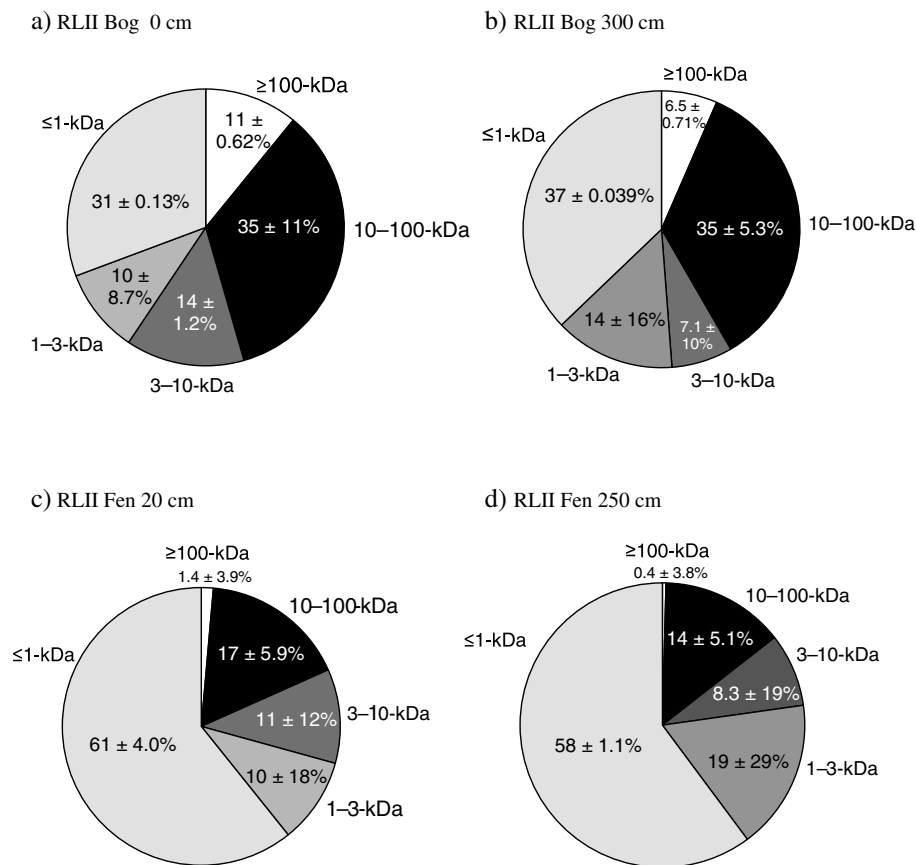 a) RLII Bog 0 cm
≥100-kDa
11 ±
0.62%
10–100-kDa
35 ± 11%
3–10-kDa
14 ±
1.2%
1–3-kDa
10 ±
8.7%
≤1-kDa
31 ± 0.13%
b) RLII Bog 300 cm
≥100-kDa
6.5 ±
0.71%
10–100-kDa
35 ± 5.3%
3–10-kDa
7.1 ±
10%
1–3-kDa
14 ± 16%
≤1-kDa
37 ± 0.039%
c) RLII Fen 20 cm
≥100-kDa
1.4 ± 3.9%
10–100-kDa
17 ± 5.9%
3–10-kDa
11 ± 12%
1–3-kDa
10 ± 18%
≤1-kDa
61 ± 4.0%
d) RLII Fen 250 cm
≥100-kDa
0.4 ± 3.8%
10–100-kDa
14 ± 5.1%
3–10-kDa
8.3 ± 19%
1–3-kDa
19 ± 29%
≤1-kDa
58 ± 1.1%